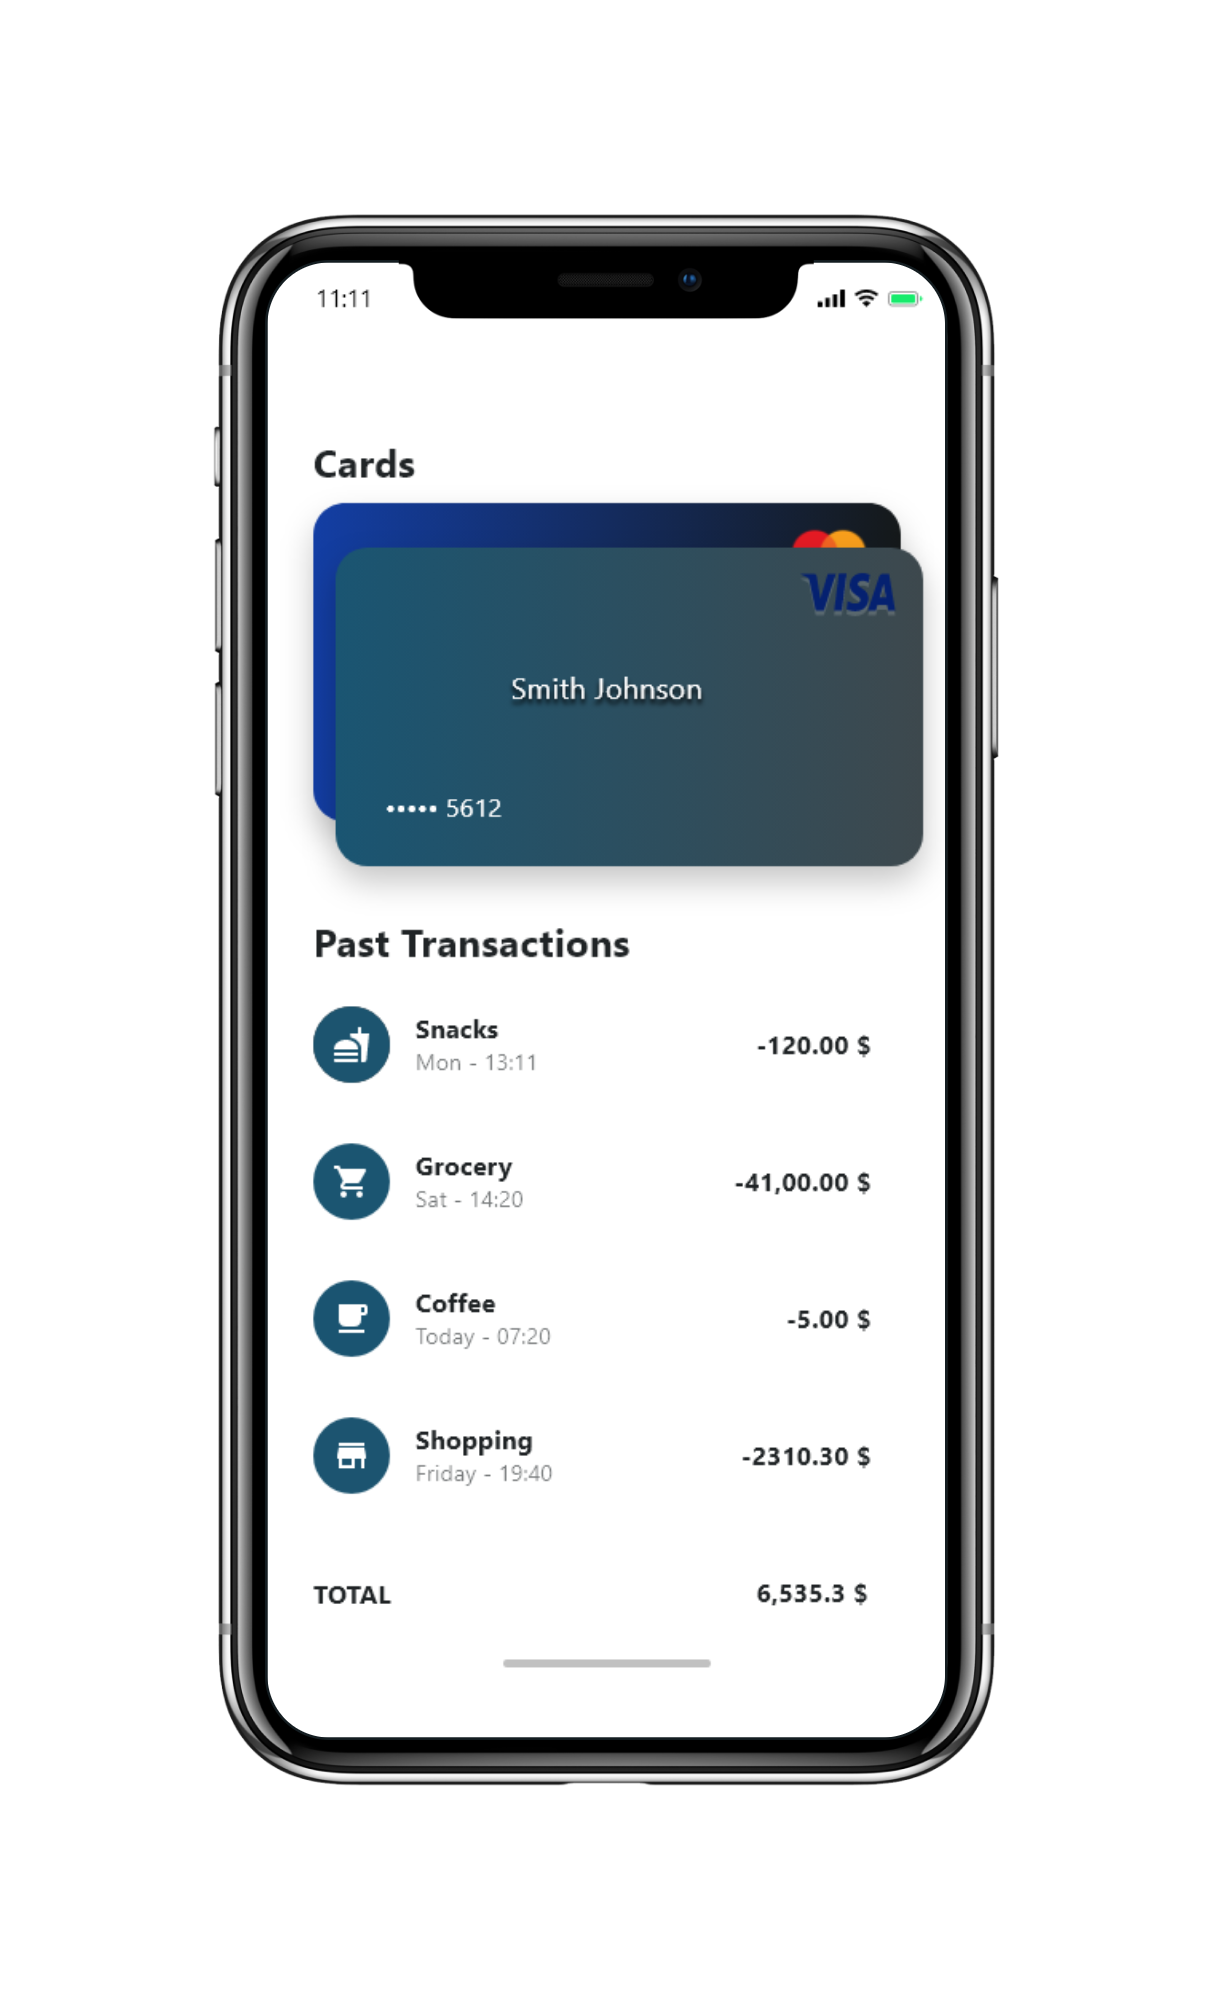 11:11
Cards
VISA
Smith Johnson
••••• 5612
Past Transactions
Snacks
Mon - 13:11
-120.00 $
Grocery
Sat - 14:20
-41,00.00 $
Coffee
Today - 07:20
-5.00 $
Shopping
Friday - 19:40
-2310.30 $
TOTAL
6,535.3 $